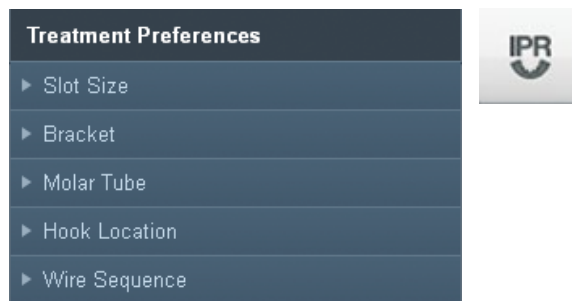 Treatment Preferences
Slot Size
Bracket
Molar Tube
Hook Location
Wire Sequence
IPR